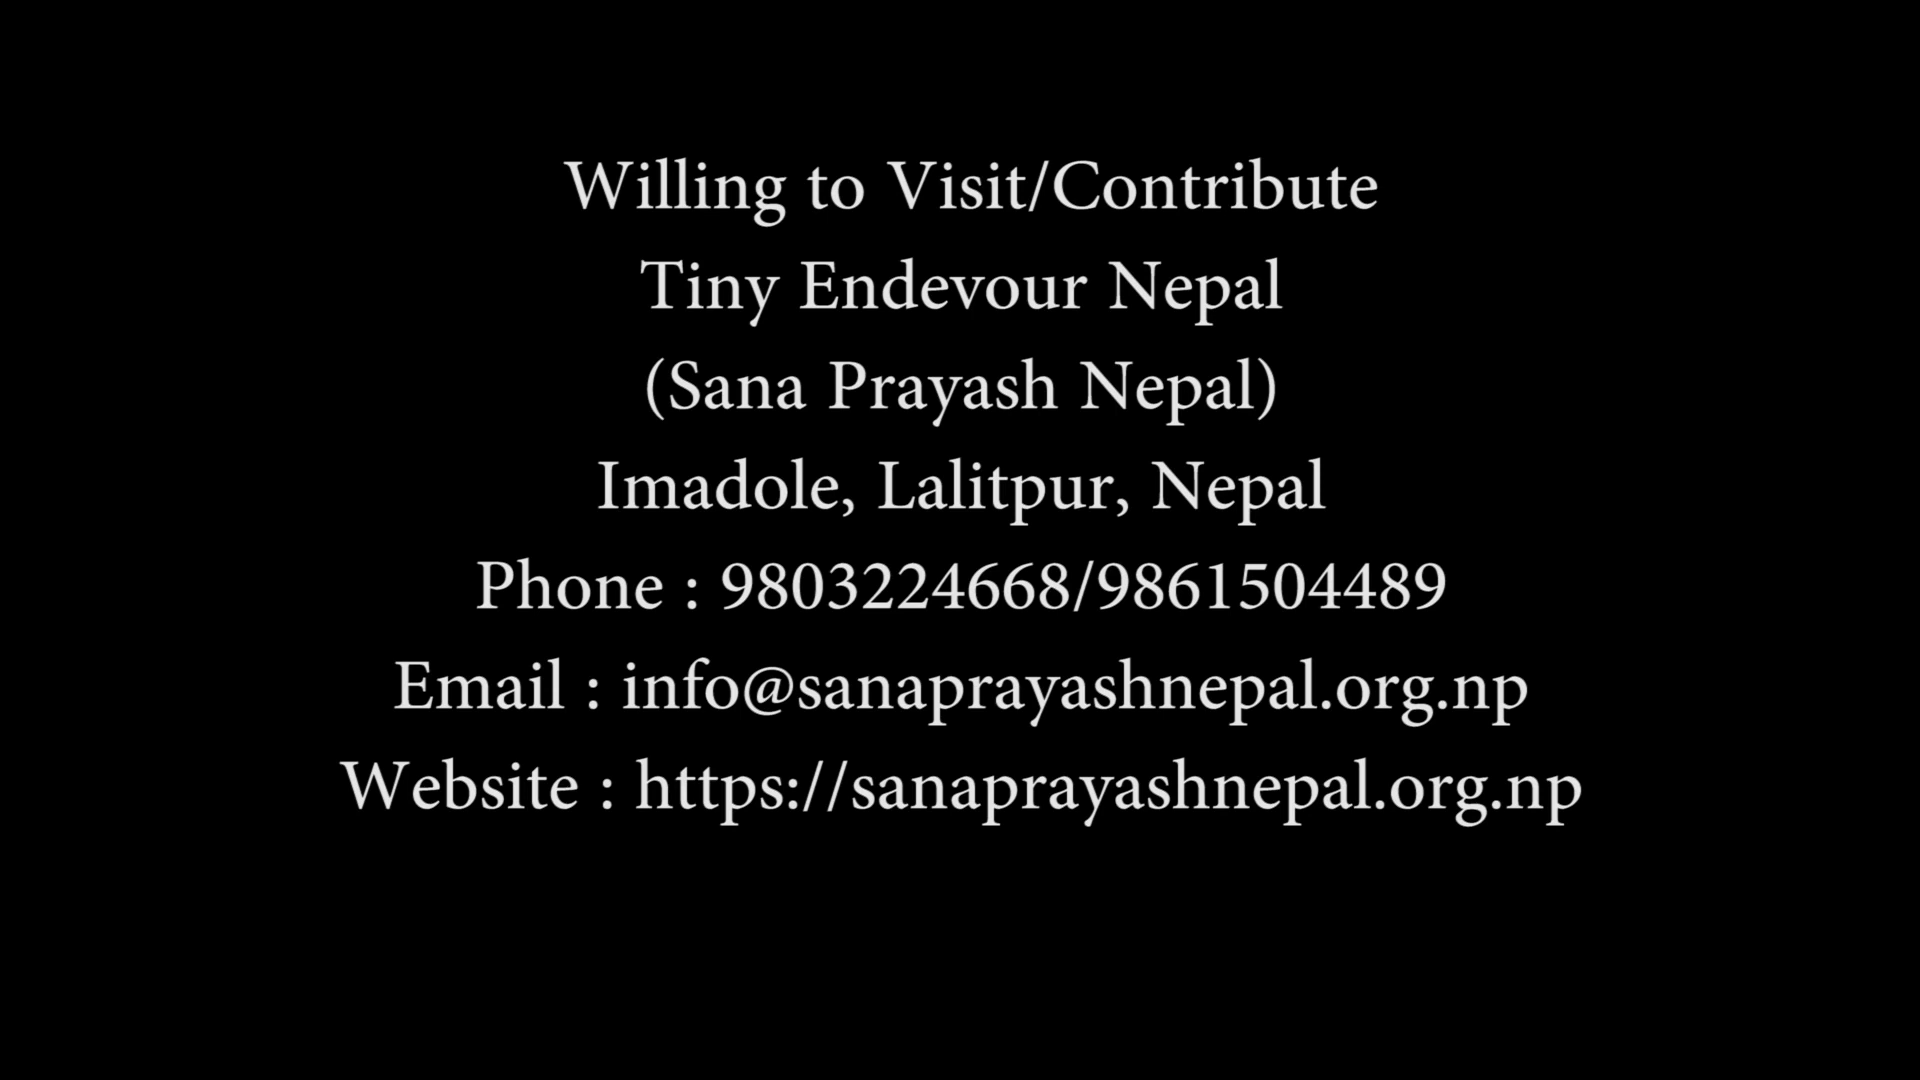 Willing to Visit/Contribute
Tiny Endevour Nepal
(Sana Prayash Nepal)
Imadole, Lalitpur, Nepal
Phone : 9803224668/9861504489
Email : info@sanaprayashnepal.org.np
Website : https://sanaprayashnepal.org.np